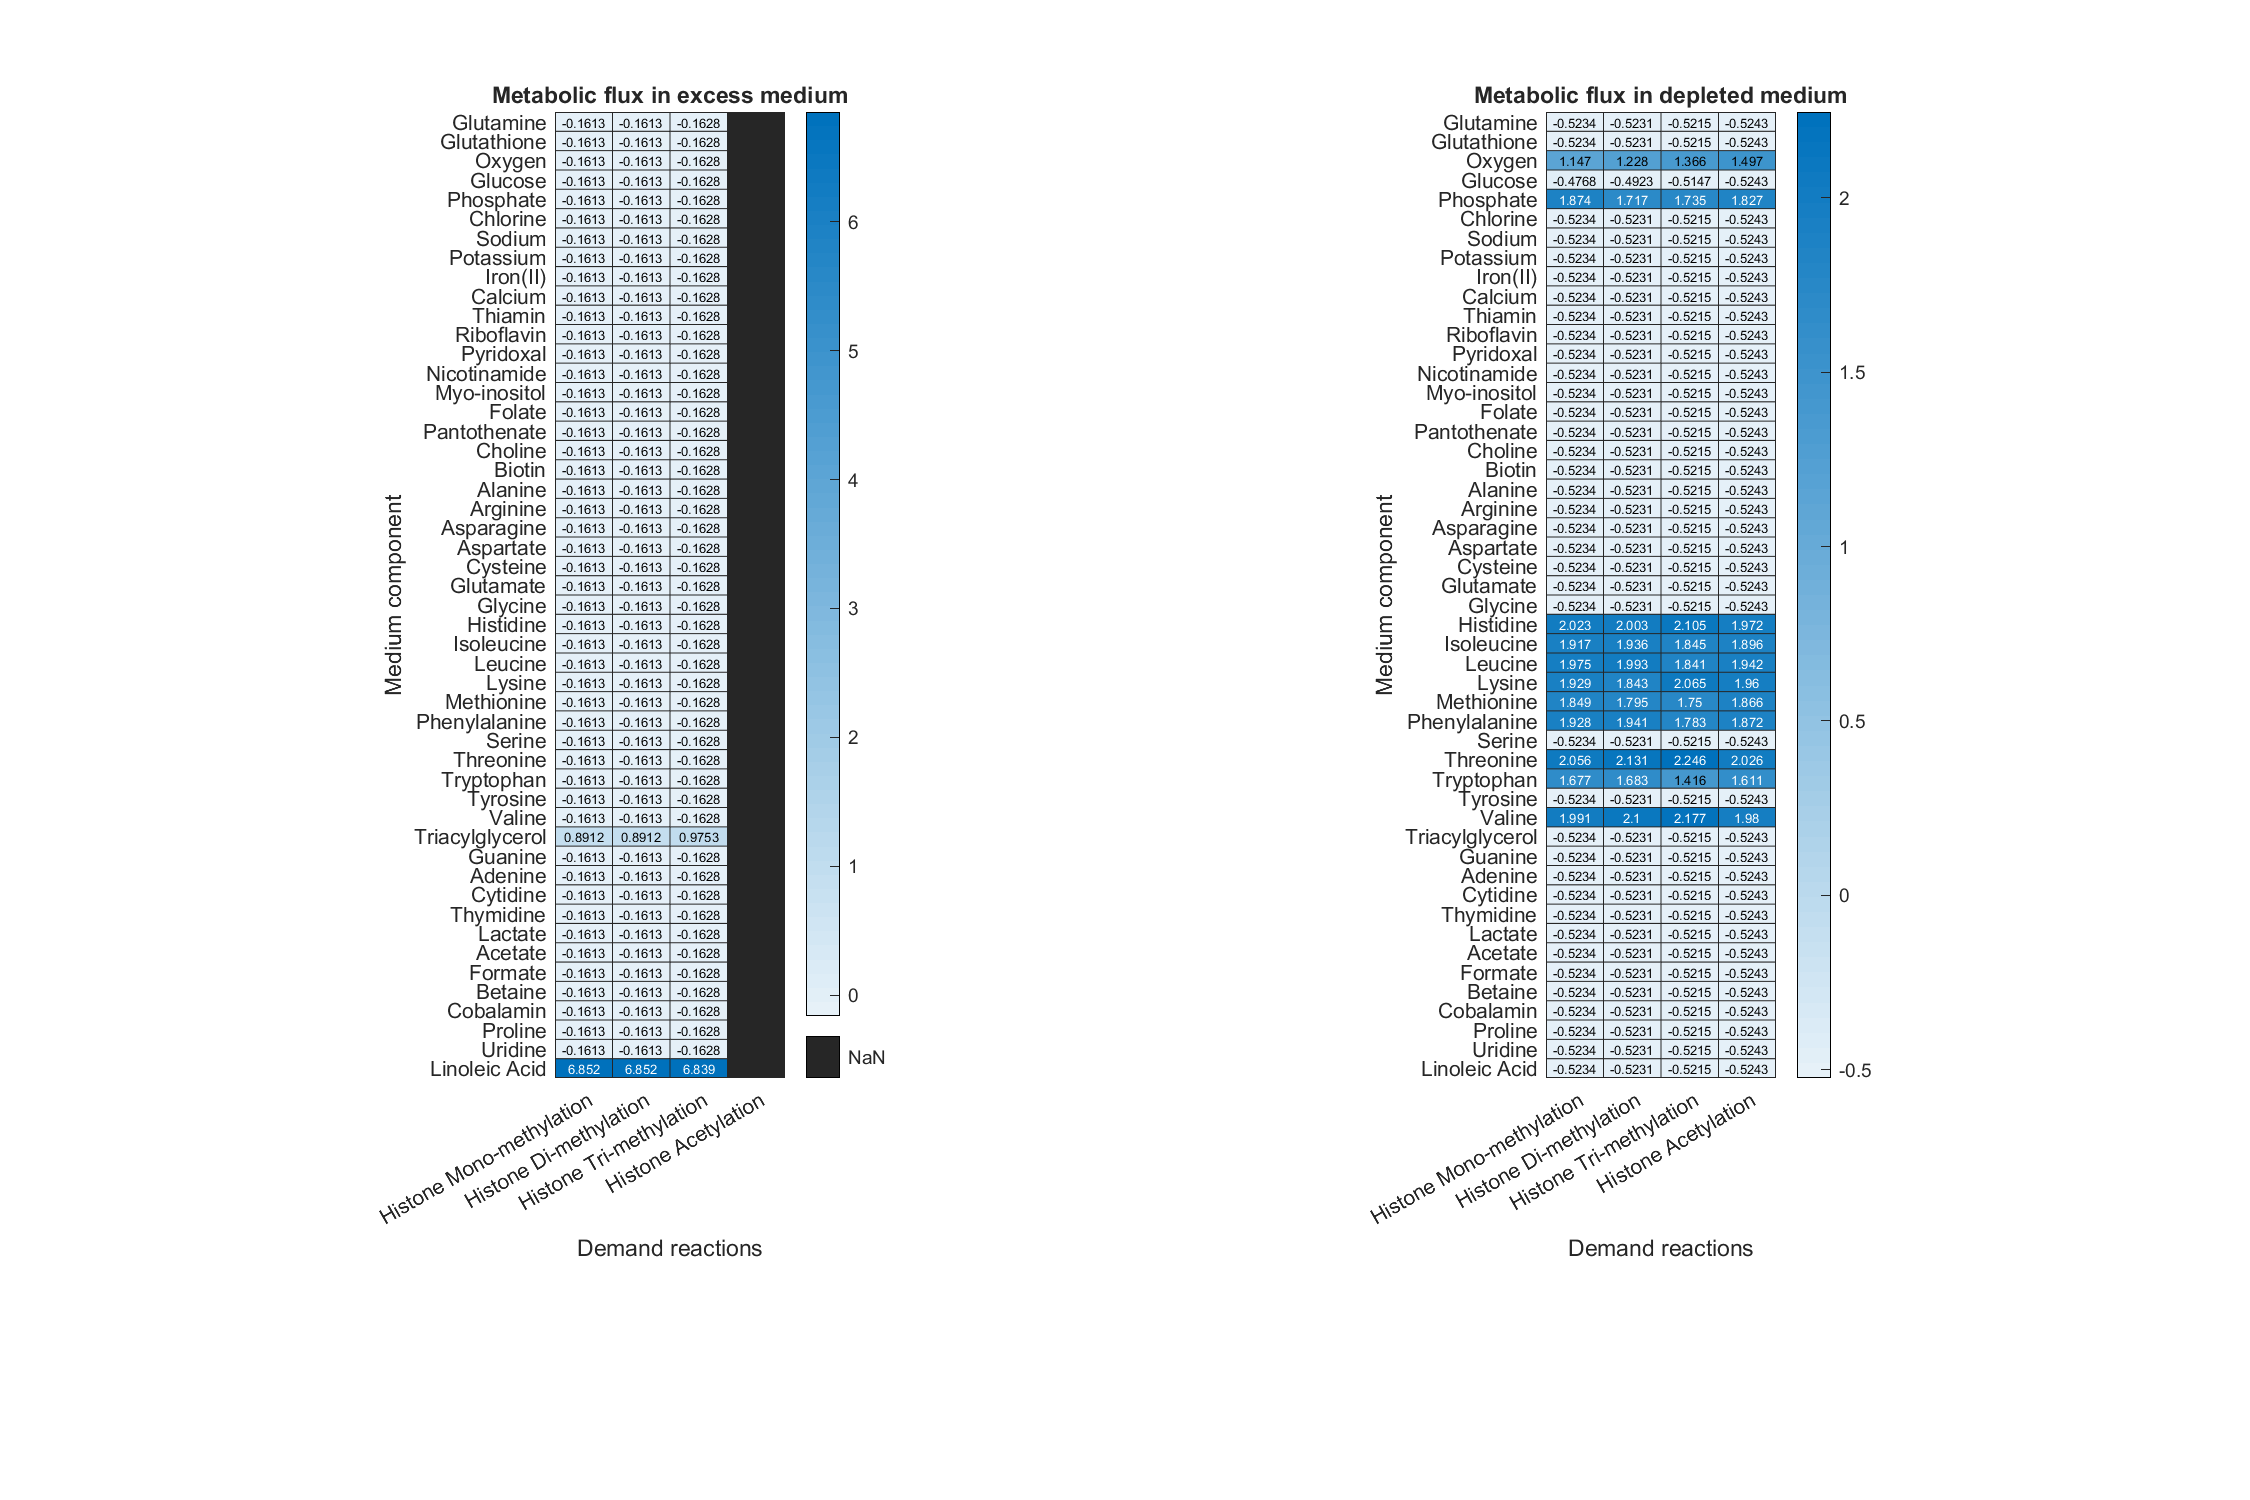 Metabolic flux in excess medium
Medium component
Glutamine -0.1613 -0.1613 -0.1628
Glutathione -0.1613 -0.1613 -0.1628
Oxygen -0.1613 -0.1613 -0.1628
Glucose -0.1613 -0.1613 -0.1628
Phosphate -0.1613 -0.1613 -0.1628
Chlorine -0.1613 -0.1613 -0.1628
Sodium -0.1613 -0.1613 -0.1628
Potassium -0.1613 -0.1613 -0.1628
Iron(II) -0.1613 -0.1613 -0.1628
Calcium -0.1613 -0.1613 -0.1628
Thiamin -0.1613 -0.1613 -0.1628
Riboflavin -0.1613 -0.1613 -0.1628
Pyridoxal -0.1613 -0.1613 -0.1628
Nicotinamide -0.1613 -0.1613 -0.1628
Myo-inositol -0.1613 -0.1613 -0.1628
Folate -0.1613 -0.1613 -0.1628
Pantothenate -0.1613 -0.1613 -0.1628
Choline -0.1613 -0.1613 -0.1628
Biotin -0.1613 -0.1613 -0.1628
Alanine -0.1613 -0.1613 -0.1628
Arginine -0.1613 -0.1613 -0.1628
Asparagine -0.1613 -0.1613 -0.1628
Aspartate -0.1613 -0.1613 -0.1628
Cysteine -0.1613 -0.1613 -0.1628
Glutamate -0.1613 -0.1613 -0.1628
Glycine -0.1613 -0.1613 -0.1628
Histidine -0.1613 -0.1613 -0.1628
Isoleucine -0.1613 -0.1613 -0.1628
Leucine -0.1613 -0.1613 -0.1628
Lysine -0.1613 -0.1613 -0.1628
Methionine -0.1613 -0.1613 -0.1628
Phenylalanine -0.1613 -0.1613 -0.1628
Serine -0.1613 -0.1613 -0.1628
Threonine -0.1613 -0.1613 -0.1628
Tryptophan -0.1613 -0.1613 -0.1628
Tyrosine -0.1613 -0.1613 -0.1628
Valine -0.1613 -0.1613 -0.1628
Triacylglycerol 0.8912 0.8912 0.9753
Guanine -0.1613 -0.1613 -0.1628
Adenine -0.1613 -0.1613 -0.1628
Cytidine -0.1613 -0.1613 -0.1628
Thymidine -0.1613 -0.1613 -0.1628
Lactate -0.1613 -0.1613 -0.1628
Acetate -0.1613 -0.1613 -0.1628
Formate -0.1613 -0.1613 -0.1628
Betaine -0.1613 -0.1613 -0.1628
Cobalamin -0.1613 -0.1613 -0.1628
Proline -0.1613 -0.1613 -0.1628
Uridine -0.1613 -0.1613 -0.1628
Linoleic Acid 6.852 6.852 6.839
6
5
4
3
2
1
0
NaN
Histone Mono-methylation
Histone Di-methylation
Histone Tri-methylation
Histone Acetylation
Demand reactions
Metabolic flux in depleted medium
Medium component
Glutamine -0.5234 -0.5231 -0.5215 -0.5243
Glutathione -0.5234 -0.5231 -0.5215 -0.5243
Oxygen 1.147 1.228 1.366 1.497
Glucose -0.4768 -0.4923 -0.5147 -0.5243
Phosphate 1.874 1.717 1.735 1.827
Chlorine -0.5234 -0.5231 -0.5215 -0.5243
Sodium -0.5234 -0.5231 -0.5215 -0.5243
Potassium -0.5234 -0.5231 -0.5215 -0.5243
Iron(II) -0.5234 -0.5231 -0.5215 -0.5243
Calcium -0.5234 -0.5231 -0.5215 -0.5243
Thiamin -0.5234 -0.5231 -0.5215 -0.5243
Riboflavin -0.5234 -0.5231 -0.5215 -0.5243
Pyridoxal -0.5234 -0.5231 -0.5215 -0.5243
Nicotinamide -0.5234 -0.5231 -0.5215 -0.5243
Myo-inositol -0.5234 -0.5231 -0.5215 -0.5243
Folate -0.5234 -0.5231 -0.5215 -0.5243
Pantothenate -0.5234 -0.5231 -0.5215 -0.5243
Choline -0.5234 -0.5231 -0.5215 -0.5243
Biotin -0.5234 -0.5231 -0.5215 -0.5243
Alanine -0.5234 -0.5231 -0.5215 -0.5243
Arginine -0.5234 -0.5231 -0.5215 -0.5243
Asparagine -0.5234 -0.5231 -0.5215 -0.5243
Aspartate -0.5234 -0.5231 -0.5215 -0.5243
Cysteine -0.5234 -0.5231 -0.5215 -0.5243
Glutamate -0.5234 -0.5231 -0.5215 -0.5243
Glycine -0.5234 -0.5231 -0.5215 -0.5243
Histidine 2.023 2.003 2.105 1.972
Isoleucine 1.917 1.936 1.845 1.896
Leucine 1.975 1.993 1.841 1.942
Lysine 1.929 1.843 2.065 1.96
Methionine 1.849 1.795 1.75 1.866
Phenylalanine 1.928 1.941 1.783 1.872
Serine -0.5234 -0.5231 -0.5215 -0.5243
Threonine 2.056 2.131 2.246 2.026
Tryptophan 1.677 1.683 1.416 1.611
Tyrosine -0.5234 -0.5231 -0.5215 -0.5243
Valine 1.991 2.1 2.177 1.98
Triacylglycerol -0.5234 -0.5231 -0.5215 -0.5243
Guanine -0.5234 -0.5231 -0.5215 -0.5243
Adenine -0.5234 -0.5231 -0.5215 -0.5243
Cytidine -0.5234 -0.5231 -0.5215 -0.5243
Thymidine -0.5234 -0.5231 -0.5215 -0.5243
Lactate -0.5234 -0.5231 -0.5215 -0.5243
Acetate -0.5234 -0.5231 -0.5215 -0.5243
Formate -0.5234 -0.5231 -0.5215 -0.5243
Betaine -0.5234 -0.5231 -0.5215 -0.5243
Cobalamin -0.5234 -0.5231 -0.5215 -0.5243
Proline -0.5234 -0.5231 -0.5215 -0.5243
Uridine -0.5234 -0.5231 -0.5215 -0.5243
Linoleic Acid -0.5234 -0.5231 -0.5215 -0.5243
2
1.5
1
0.5
0
-0.5
Histone Mono-methylation
Histone Di-methylation
Histone Tri-methylation
Histone Acetylation
Demand reactions